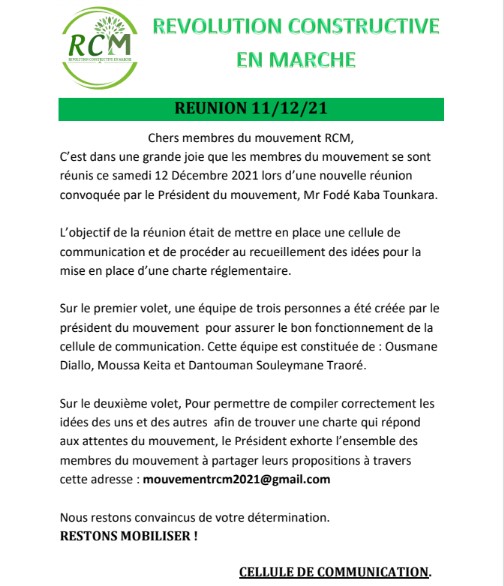 RCM
REVOLUTION CONSTRUCTIVE EN MARCHE
REVOLUTION CONSTRUCTIVE
EN MARCHE
REUNION 11/12/21
Chers membres du mouvement RCM,
C’est dans une grande joie que les membres du mouvement se sont
réunis ce samedi 12 Décembre 2021 lors d’une nouvelle réunion
convoquée par le Président du mouvement, Mr Fodé Kaba Tounkara.
L’objectif de la réunion était de mettre en place une cellule de
communication et de procéder au recueillement des idées pour la
mise en place d’une charte réglementaire.
Sur le premier volet, une équipe de trois personnes a été créée par le
président du mouvement pour assurer le bon fonctionnement de la
cellule de communication. Cette équipe est constituée de : Ousmane
Diallo, Moussa Keita et Dantouman Souleymane Traoré.
Sur le deuxième volet, Pour permettre de compiler correctement les
idées des uns et des autres afin de trouver une charte qui répond
aux attentes du mouvement, le Président exhorte l’ensemble des
membres du mouvement à partager leurs propositions à travers
cette adresse : mouvementrcm2021@gmail.com
Nous restons convaincus de votre détermination.
RESTONS MOBILISER !
CELLULE DE COMMUNICATION.